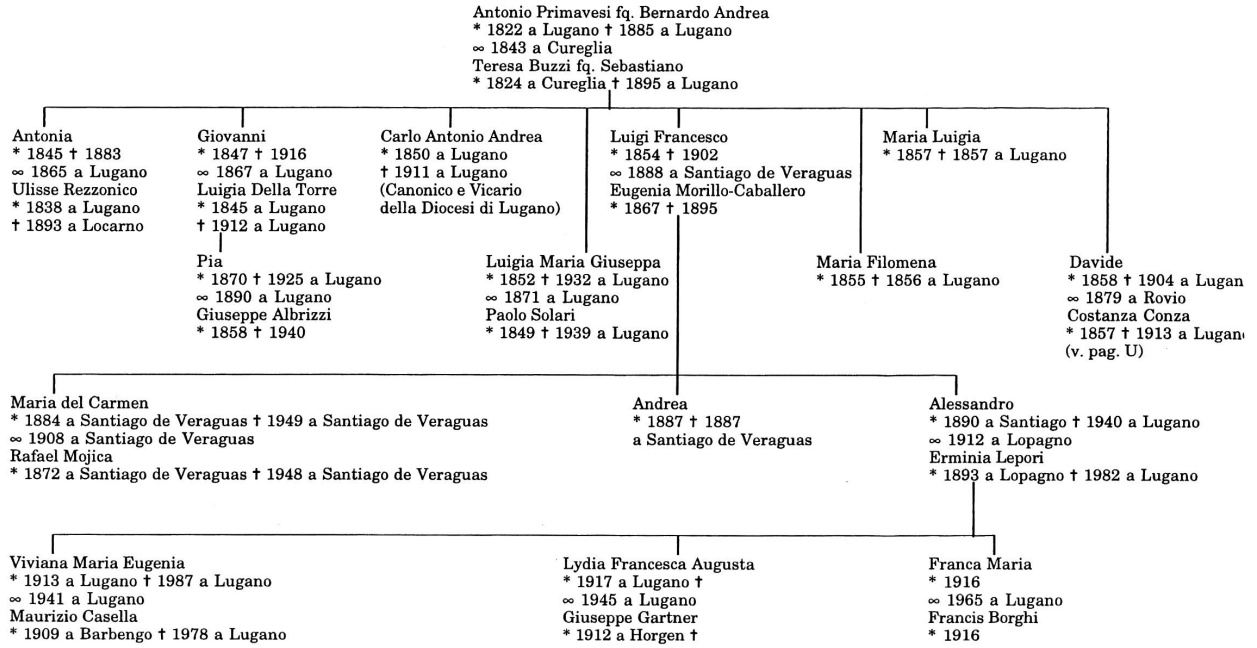 Antonio Primavesi fq. Bernardo Andrea
* 1822 a Lugano † 1885 a Lugano
∞ 1843 a Cureglia
Teresa Buzzi fq. Sebastiano
* 1824 a Cureglia † 1895 a Lugano
Antonia
* 1845 † 1883
∞ 1865 a Lugano
Ulisse Rezzonico
* 1838 a Lugano
† 1893 a Locarno
Giovanni
* 1847 † 1916
∞ 1867 a Lugano
Luigia Della Torre
* 1845 a Lugano
† 1912 a Lugano
Carlo Antonio Andrea
* 1850 a Lugano
† 1911 a Lugano
(Canonico e Vicario
della Diocesi di Lugano)
Luigi Francesco
* 1854 † 1902
∞ 1888 a Santiago de Veraguas
Eugenia Morillo-Caballero
* 1867 † 1895
Maria Luigia
* 1857 † 1857 a Lugano
Pia
* 1870 † 1925 a Lugano
∞ 1890 a Lugano
Giuseppe Albrizzi
* 1858 † 1940
Luigia Maria Giuseppa
* 1852 † 1932 a Lugano
∞ 1871 a Lugano
Paolo Solari
* 1849 † 1939 a Lugano
Maria Filomena
* 1855 † 1856 a Lugano
Davide
* 1858 † 1904 a Lugan
∞ 1879 a Rovio
Costanza Conza
* 1857 † 1913 a Lugan
(v. pag. U)
Maria del Carmen
* 1884 a Santiago de Veraguas † 1949 a Santiago de Veraguas
∞ 1908 a Santiago de Veraguas
Rafael Mojica
* 1872 a Santiago de Veraguas † 1948 a Santiago de Veraguas
Andrea
* 1887 † 1887
a Santiago de Veraguas
Alessandro
* 1890 a Santiago † 1940 a Lugano
∞ 1912 a Lopagno
Erminia Lepori
* 1893 a Lopagno † 1982 a Lugano
Viviana Maria Eugenia
* 1913 a Lugano † 1987 a Lugano
∞ 1941 a Lugano
Maurizio Casella
* 1909 a Barbengo † 1978 a Lugano
Lydia Francesca Augusta
* 1917 a Lugano †
∞ 1945 a Lugano
Giuseppe Gartner
* 1912 a Horgen †
Franca Maria
* 1916
∞ 1965 a Lugano
Francis Borghi
* 1916